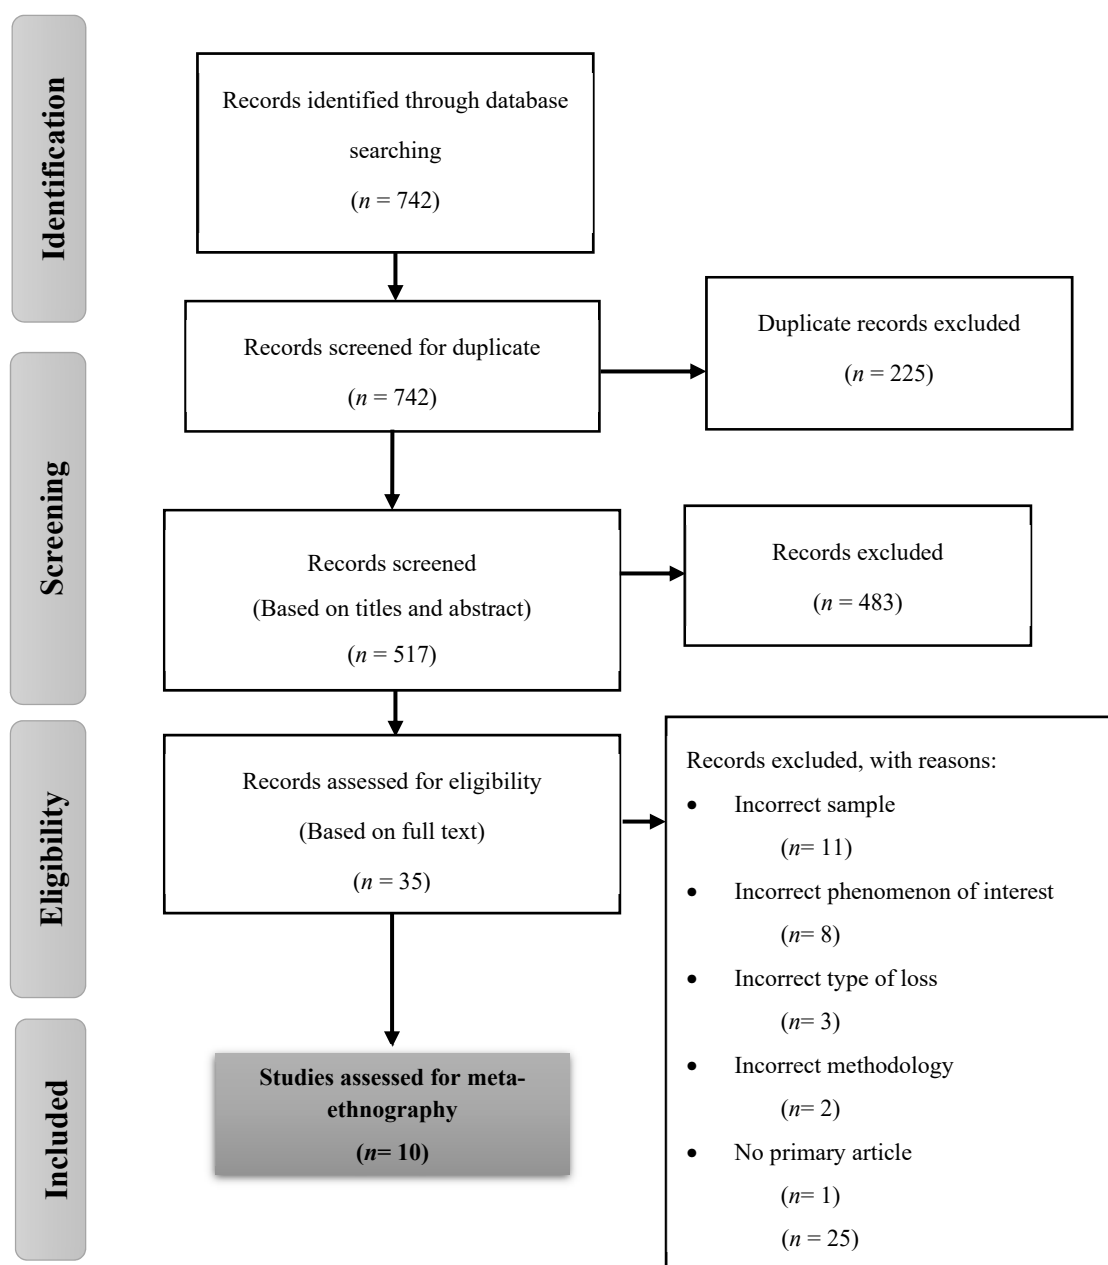 Identification
Records identified through database
searching
(n = 742)
Records screened for duplicate
(n = 742)
Duplicate records excluded
(n = 225)
Screening
Records screened
(Based on titles and abstract)
(n = 517)
Records excluded
(n = 483)
Eligibility
Records assessed for eligibility
(Based on full text)
(n = 35)
Records excluded, with reasons:
• Incorrect sample
(n= 11)
• Incorrect phenomenon of interest
(n= 8)
• Incorrect type of loss
(n= 3)
• Incorrect methodology
(n= 2)
• No primary article
(n= 1)
(n = 25)
Included
Studies assessed for meta-
ethnography
(n= 10)